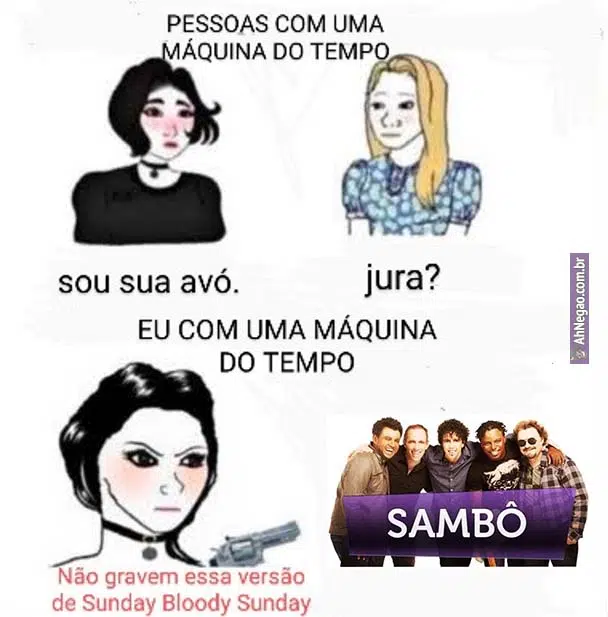 PESSOAS COM UMA
MÁQUINA DO TEMPO
sou sua avó.
jura?
AhNegao.com.br
EU COM UMA MÁQUINA
DO TEMPO
SAMBÔ
Não gravem essa versão
de Sunday Bloody Sunday